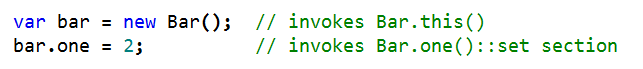 var bar = new Bar();  // invokes Bar.this()
bar.one = 2;          // invokes Bar.one()::set section